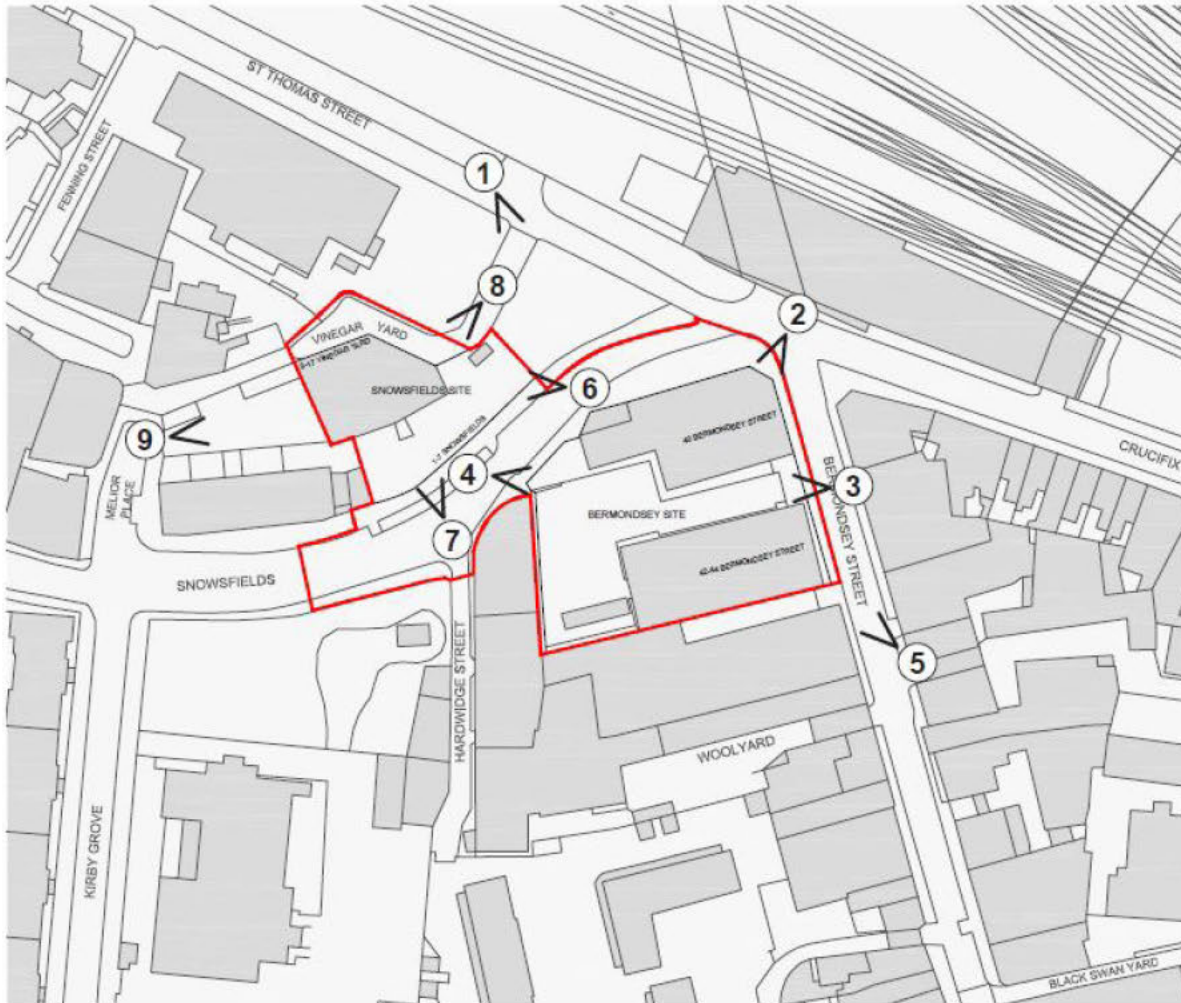 ST THOMAS STREET
FENNING STREET
1
8
2
VINEGAR YARD
SNOWSFIELDS SITE
6
9
MELIOR PLACE
1-7 SNOWSFIELDS
4
7
40 BERMONDSEY STREET
BERMONDSEY SITE
42-44 BERMONDSEY STREET
3
BERMONDSEY STREET
CRUCIFIX
5
SNOWSFIELDS
HARDWIDGE STREET
WOOLYARD
KIRBY GROVE
BLACK SWAN YARD